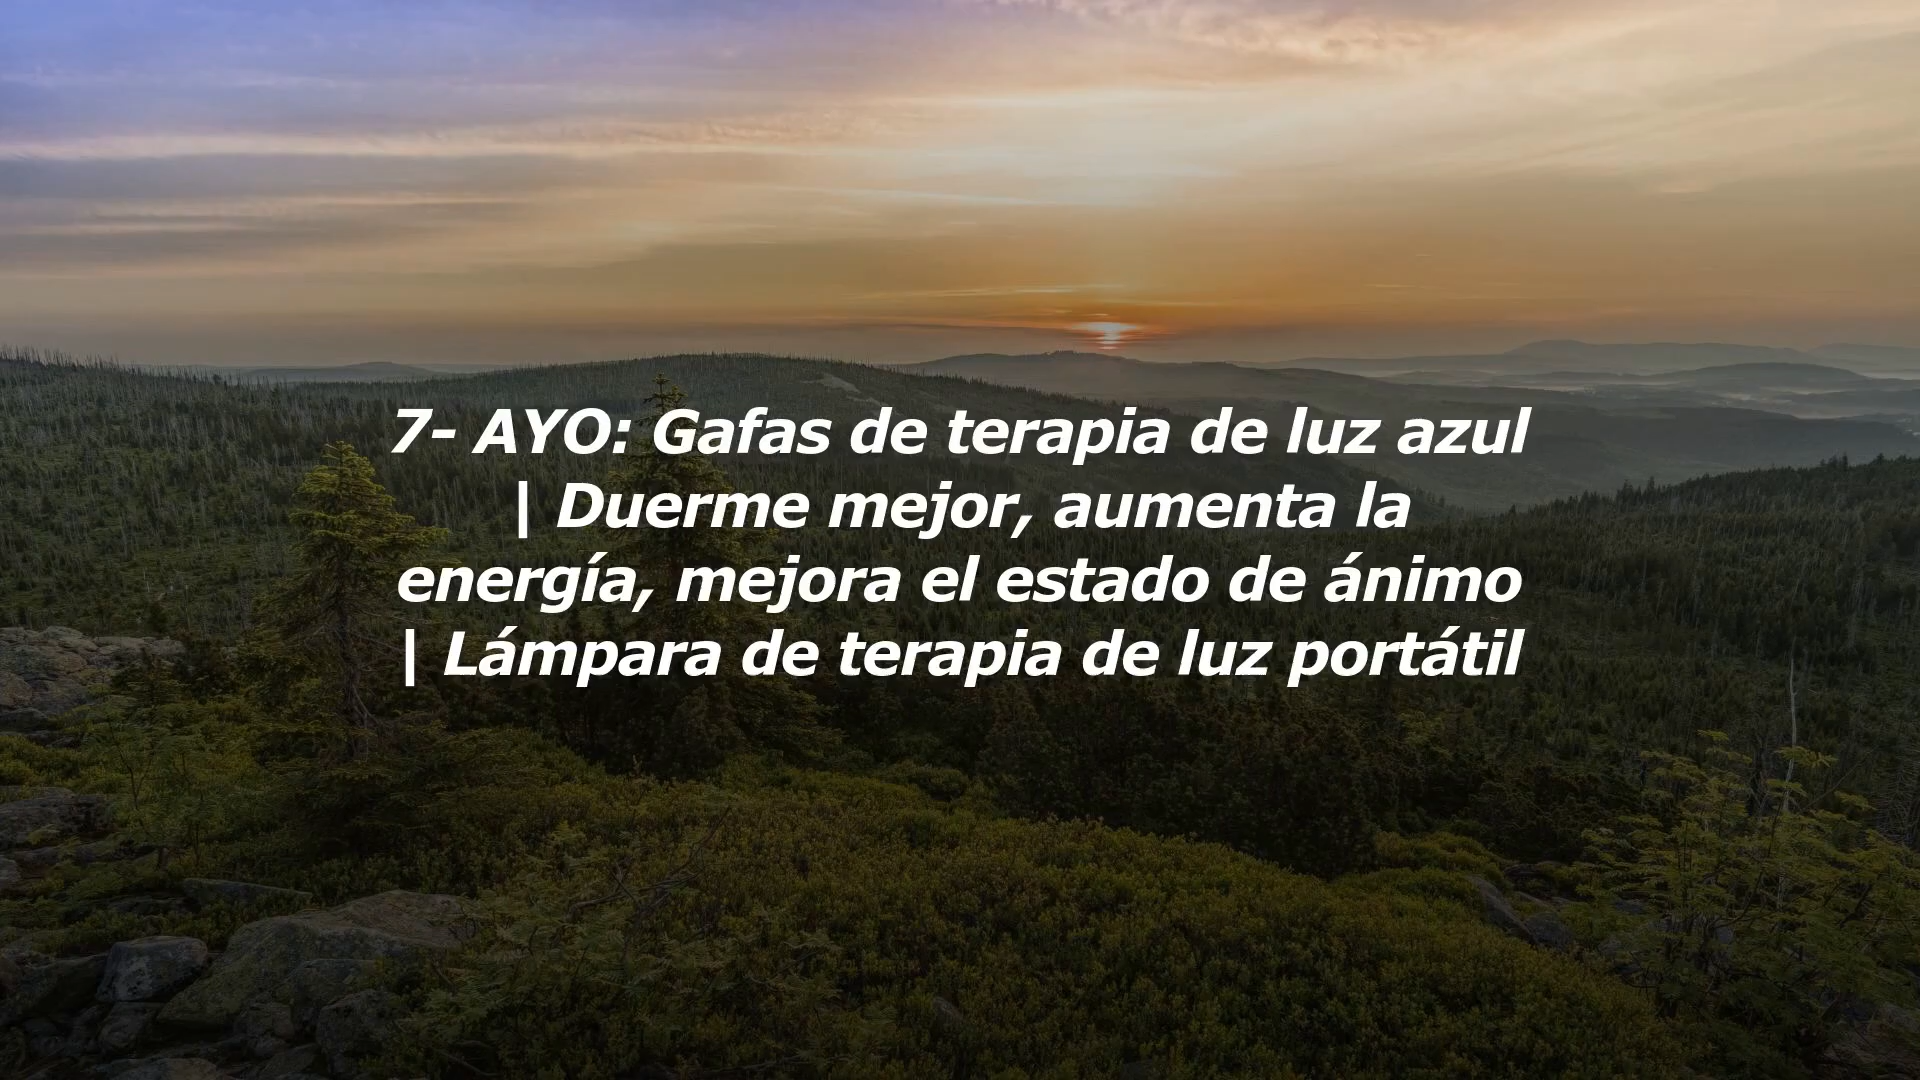 7- AYO: Gafas de terapia de luz azul
| Duerme mejor, aumenta la
energía, mejora el estado de ánimo
| Lámpara de terapia de luz portátil